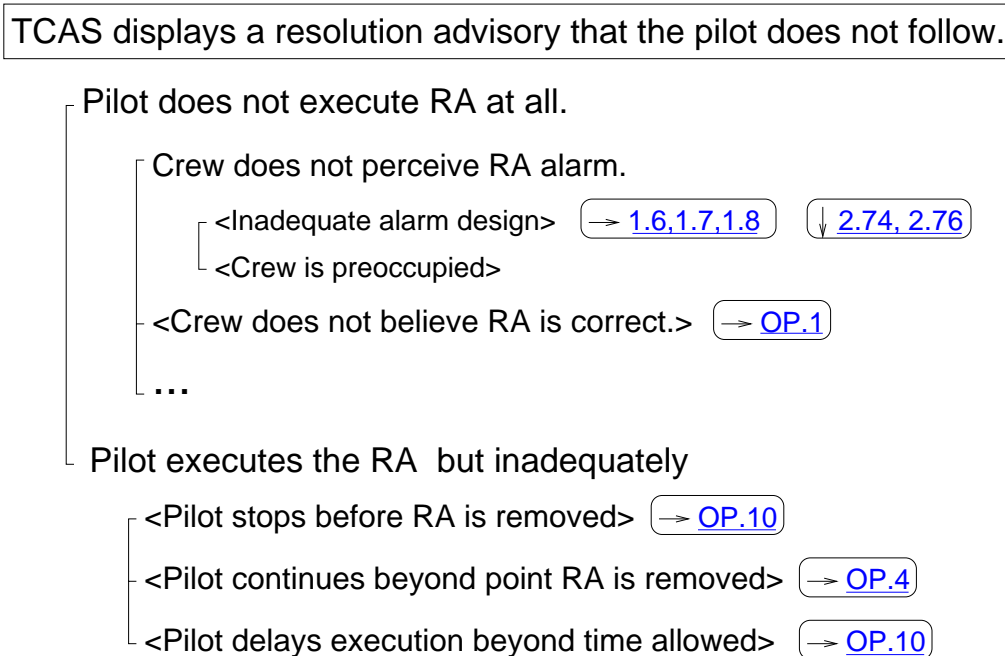 TCAS displays a resolution advisory that the pilot does not follow.
Pilot does not execute RA at all.
Crew does not perceive RA alarm.
<Inadequate alarm design> → 1.6,1.7,1.8 ↓ 2.74, 2.76
<Crew is preoccupied>
<Crew does not believe RA is correct.> → OP.1
...
Pilot executes the RA but inadequately
<Pilot stops before RA is removed> → OP.10
<Pilot continues beyond point RA is removed> → OP.4
<Pilot delays execution beyond time allowed> → OP.10